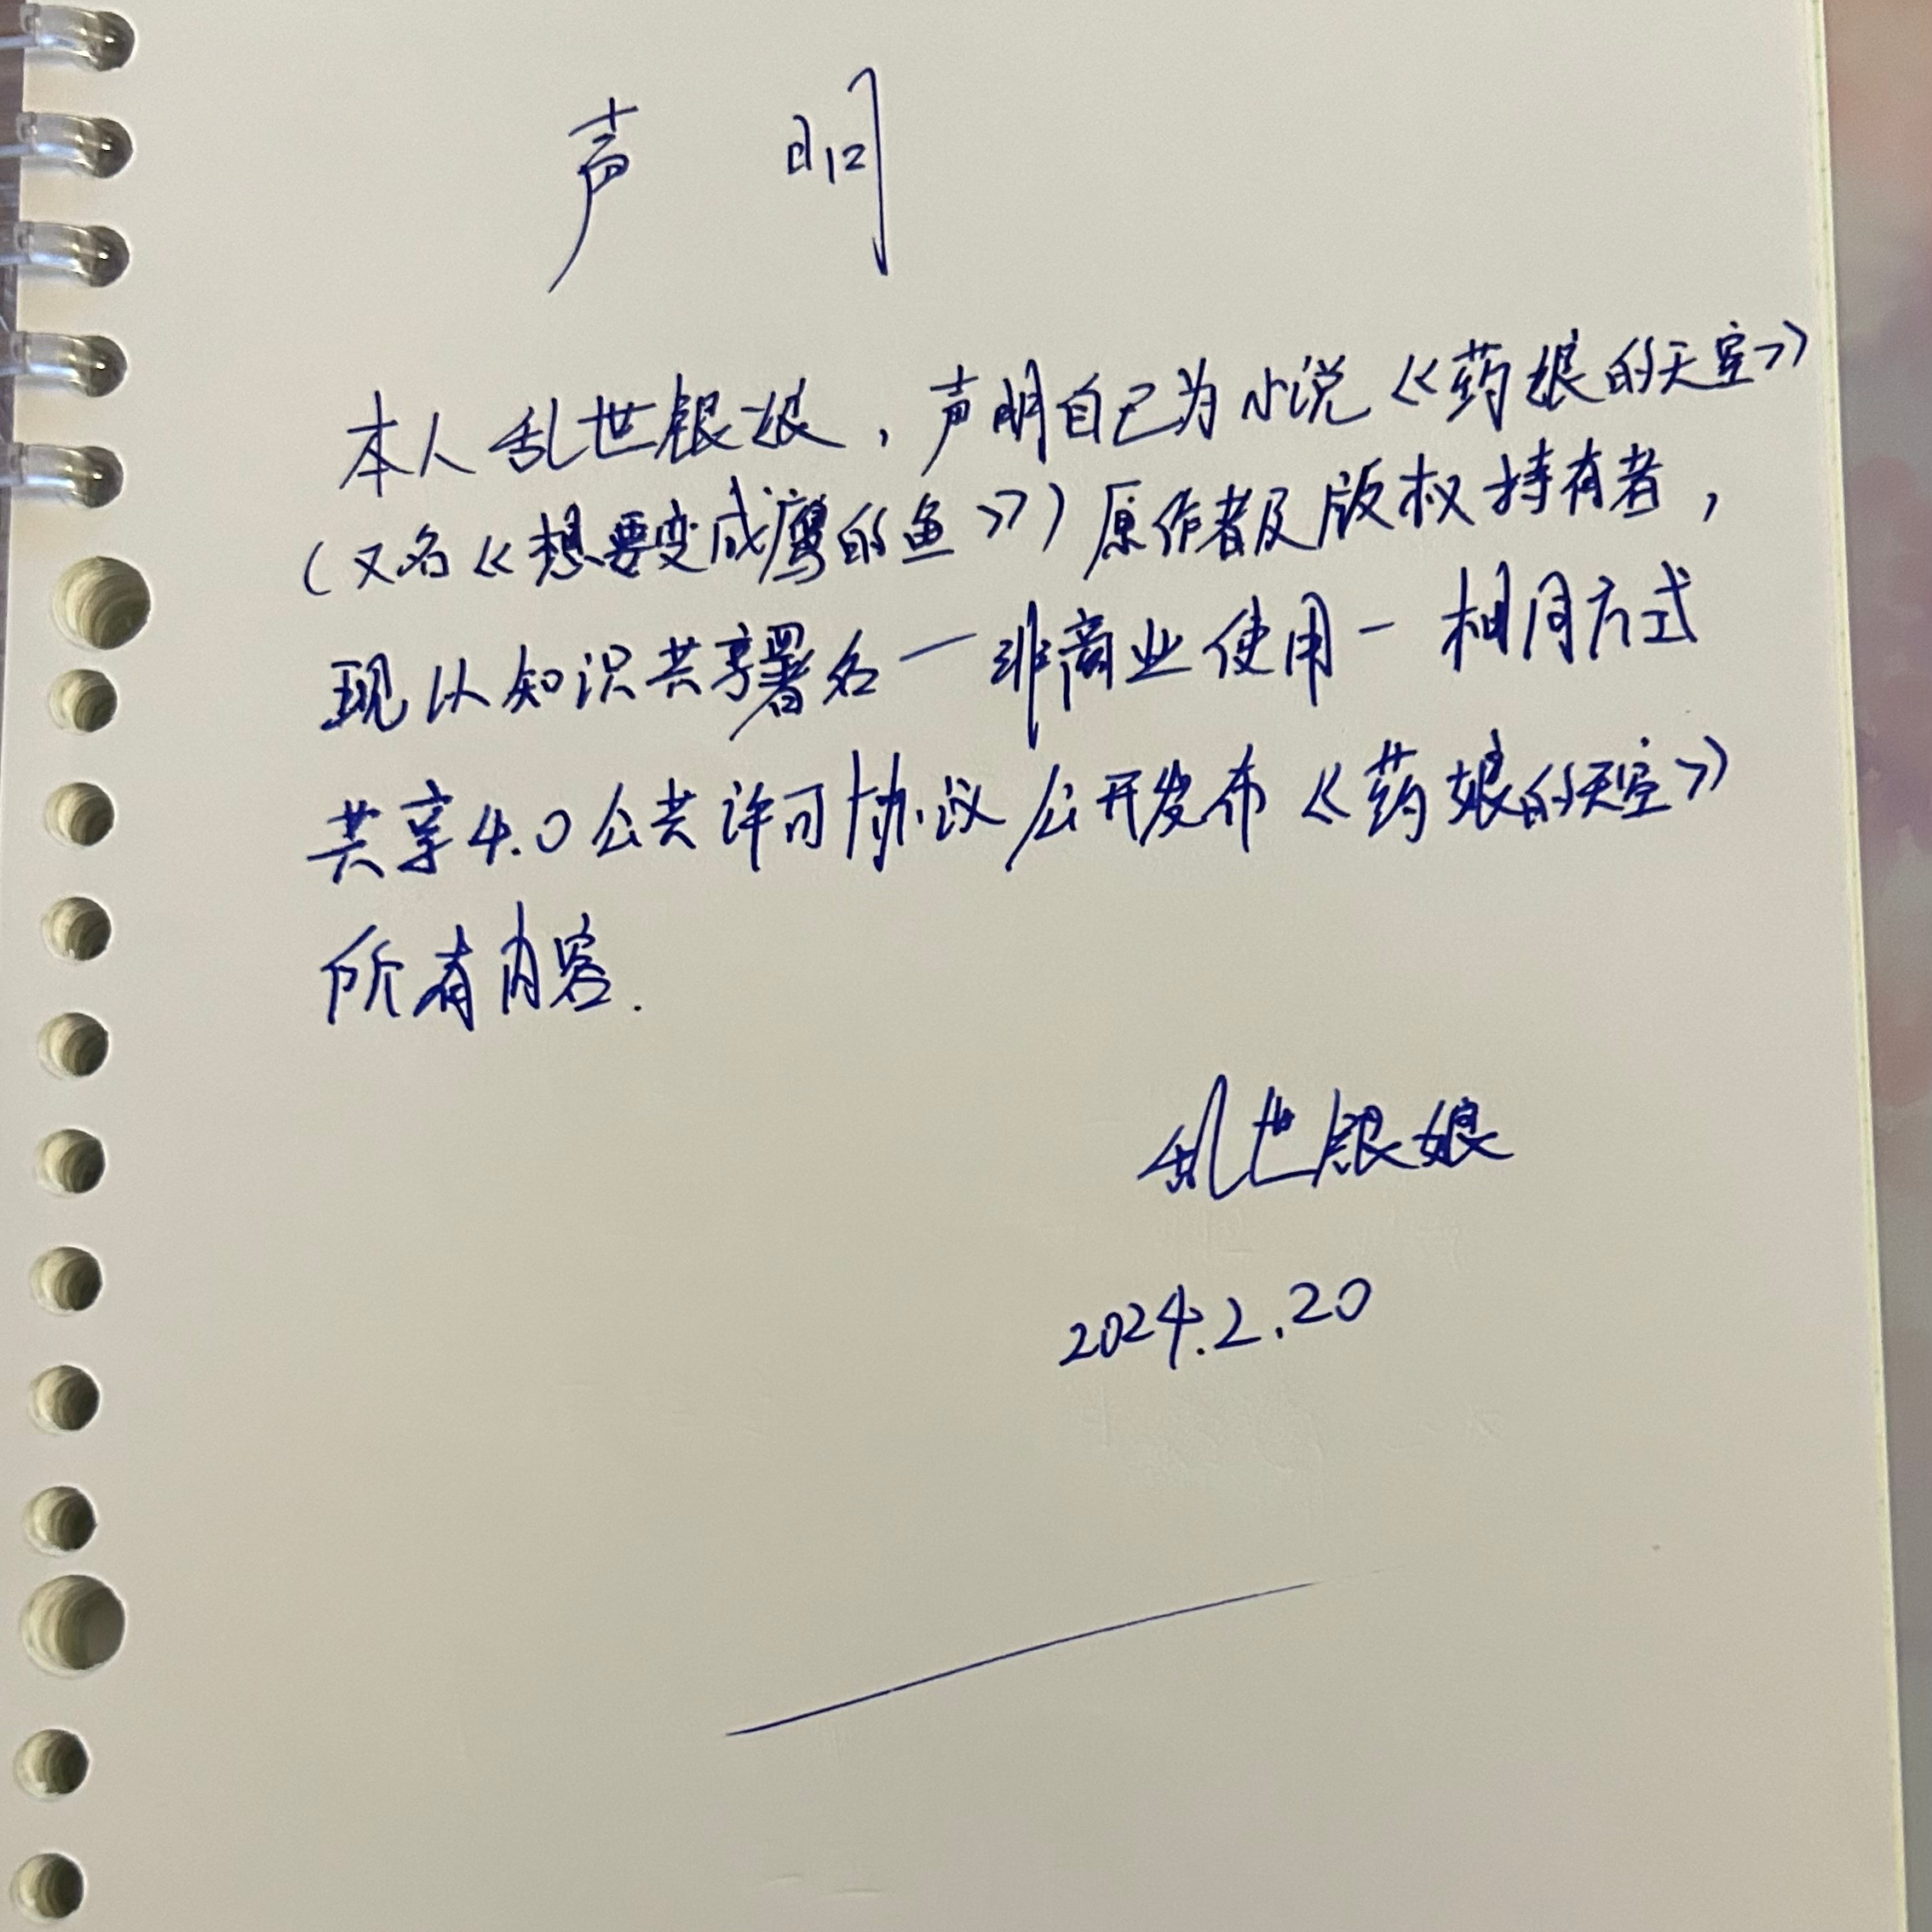 声 明
本人乱世银娘，声明自己为小说《药娘的天空》
（又名《想要变成鹰的鱼》）原作者及版权持有者，
现以知识共享署名－非商业使用－相同方式
共享4.0公共许可协议公开发布《药娘的天空》
所有内容.
乱世银娘
2024.2.20